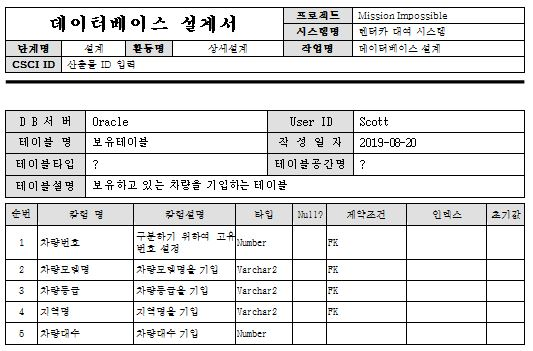 데이터베이스 설계서
프로젝트 Mission Impossible
시스템명 렌터카 대여 시스템
단계명 설계 활동명 상세설계 작업명 데이터베이스 설계
CSCI ID 산출물 ID 입력
D B 서 버 Oracle User ID Scott
테이블 명 보유테이블 작 성 일 자 2019-08-20
테이블타입 ? 테이블공간명 ?
테이블설명 보유하고 있는 차량을 기입하는 테이블
순번 칼럼 명 칼럼설명 타입 Null? 제약조건 인덱스 초기값
1 차량번호 구분하기 위하여 고유 번호 설정 Number FK
2 차량모델명 차량모델명을 기입 Varchar2 FK
3 차량등급 차량등급을 기입 Varchar2 FK
4 지역명 지역명을 기입 Varchar2 FK
5 차량대수 차량대수 기입 Number